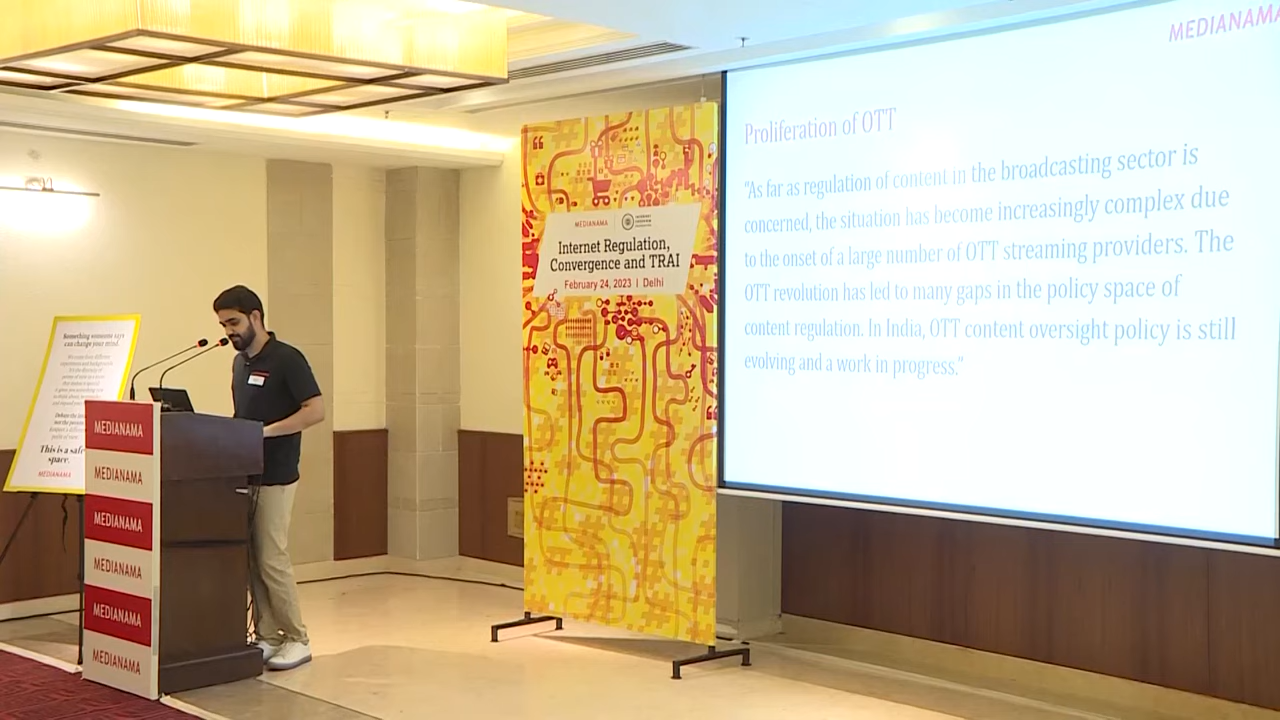 MEDIANAMA
Proliferation of OTT
"As far as regulation of content in the broadcasting sector is
concerned, the situation has become increasingly complex due
to the onset of a large number of OTT streaming providers. The
OTT revolution has led to many gaps in the policy space of
content regulation. In India, OTT content oversight policy is still
evolving and a work in progress."
MEDIANAMA
INTERNET
FREEDOM
Internet Regulation,
Convergence and TRAI
February 24, 2023 | Delhi
Something someone says
can change your mind.
This is a safe
space.
MEDIANAMA
MEDIANAMA
MEDIANAMA
MEDIANAMA
MEDIANAMA
MEDIANAMA
MEDIANAMA